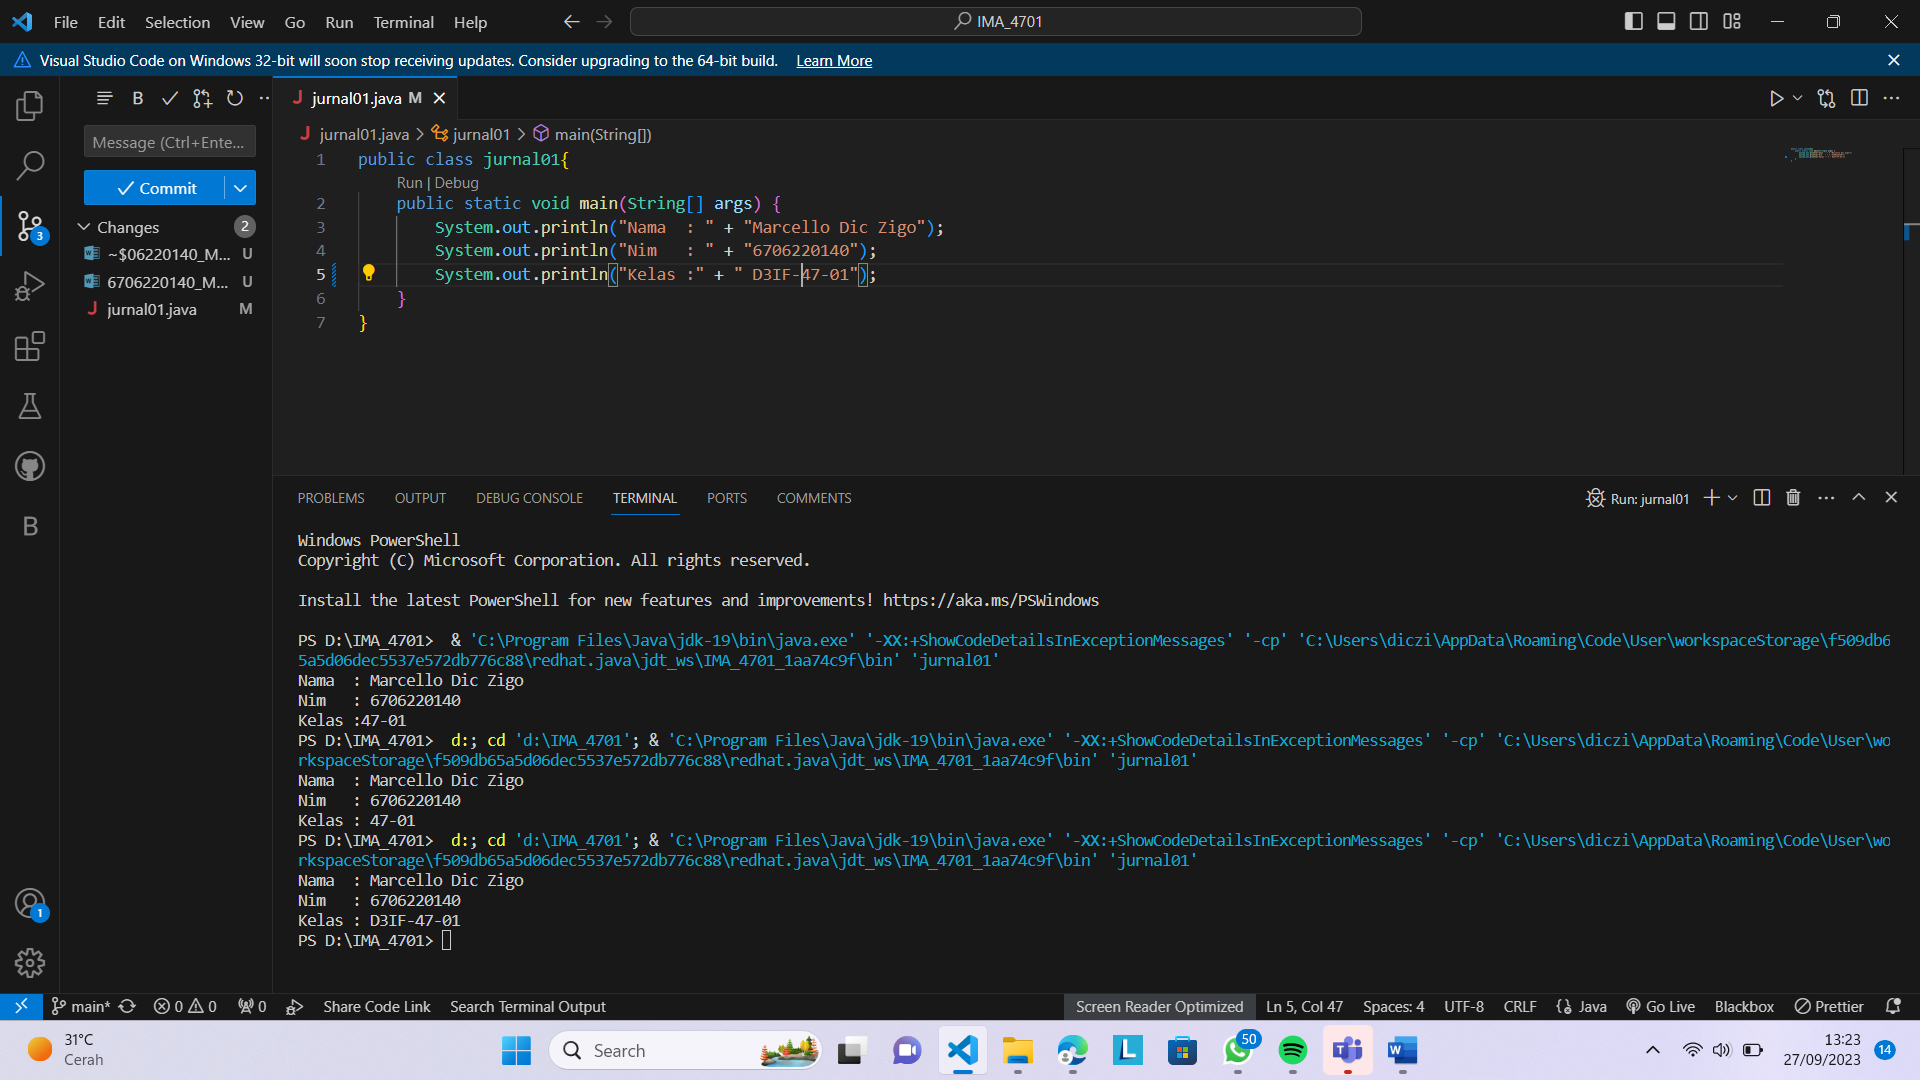 File Edit Selection View Go Run Terminal Help
IMA_4701
Visual Studio Code on Windows 32-bit will soon stop receiving updates. Consider upgrading to the 64-bit build. Learn More
B
jurnal01.java M
Message (Ctrl+Ente...
jurnal01.java > jurnal01 > main(String[])
Commit
Changes 2
~$06220140_M... U
6706220140_M... U
jurnal01.java M
3
B
1
1 public class jurnal01{
Run | Debug
2 public static void main(String[] args) {
3 System.out.println("Nama  : " + "Marcello Dic Zigo");
4 System.out.println("Nim   : " + "6706220140");
5 System.out.println("Kelas :" + " D3IF-47-01");
6 }
7 }
PROBLEMS OUTPUT DEBUG CONSOLE TERMINAL PORTS COMMENTS
Run: jurnal01
Windows PowerShell
Copyright (C) Microsoft Corporation. All rights reserved.
Install the latest PowerShell for new features and improvements! https://aka.ms/PSWindows
PS D:\IMA_4701>  & 'C:\Program Files\Java\jdk-19\bin\java.exe' '-XX:+ShowCodeDetailsInExceptionMessages' '-cp' 'C:\Users\diczi\AppData\Roaming\Code\User\workspaceStorage\f509db6
5a5d06dec5537e572db776c88\redhat.java\jdt_ws\IMA_4701_1aa74c9f\bin' 'jurnal01'
Nama  : Marcello Dic Zigo
Nim   : 6706220140
Kelas :47-01
PS D:\IMA_4701>  d:; cd 'd:\IMA_4701'; & 'C:\Program Files\Java\jdk-19\bin\java.exe' '-XX:+ShowCodeDetailsInExceptionMessages' '-cp' 'C:\Users\diczi\AppData\Roaming\Code\User\wo
rkspaceStorage\f509db65a5d06dec5537e572db776c88\redhat.java\jdt_ws\IMA_4701_1aa74c9f\bin' 'jurnal01'
Nama  : Marcello Dic Zigo
Nim   : 6706220140
Kelas : 47-01
PS D:\IMA_4701>  d:; cd 'd:\IMA_4701'; & 'C:\Program Files\Java\jdk-19\bin\java.exe' '-XX:+ShowCodeDetailsInExceptionMessages' '-cp' 'C:\Users\diczi\AppData\Roaming\Code\User\wo
rkspaceStorage\f509db65a5d06dec5537e572db776c88\redhat.java\jdt_ws\IMA_4701_1aa74c9f\bin' 'jurnal01'
Nama  : Marcello Dic Zigo
Nim   : 6706220140
Kelas : D3IF-47-01
PS D:\IMA_4701>
main* 0 0 0 Share Code Link Search Terminal Output Screen Reader Optimized Ln 5, Col 47 Spaces: 4 UTF-8 CRLF Java Go Live Blackbox Prettier
31°C
Cerah
Search
50
13:23
27/09/2023
14